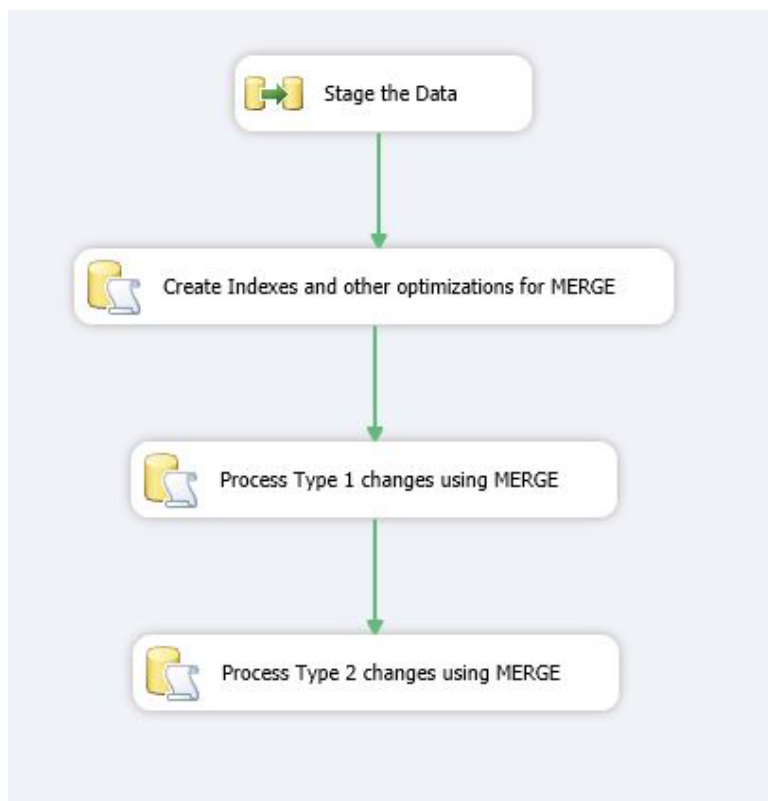 Stage the Data
Create Indexes and other optimizations for MERGE
Process Type 1 changes using MERGE
Process Type 2 changes using MERGE